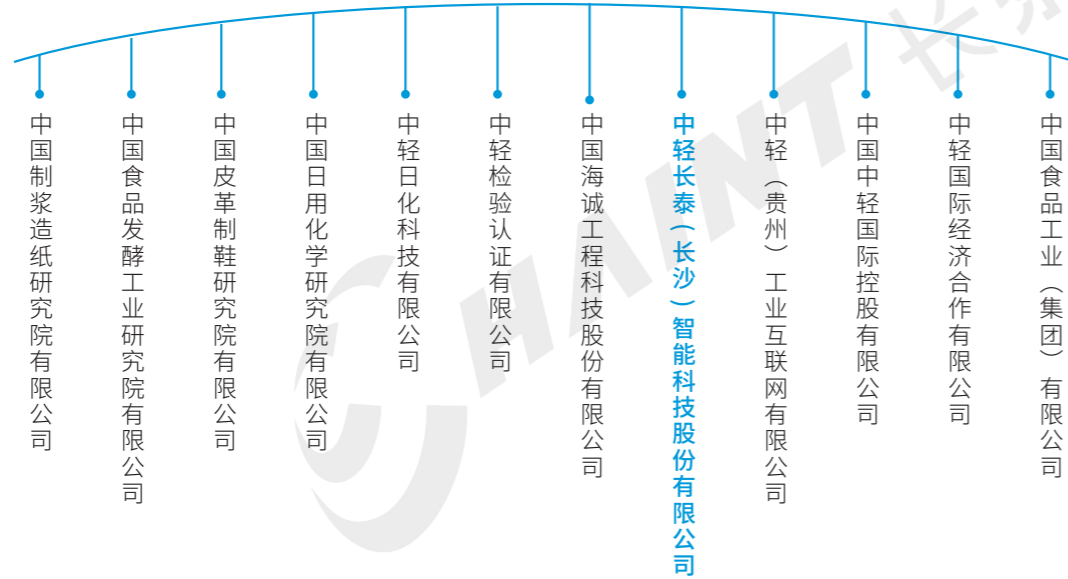 中国制浆造纸研究院有限公司
中国食品发酵工业研究院有限公司
中国皮革制鞋研究院有限公司
中国日用化学研究院有限公司
中轻日化科技有限公司
中轻检验认证有限公司
中国海诚工程科技股份有限公司
中轻长泰（长沙）智能科技股份有限公司
中轻（贵州）工业互联网有限公司
中国中轻国际控股有限公司
中轻国际经济合作有限公司
中国食品工业（集团）有限公司
CHAINT 长泰